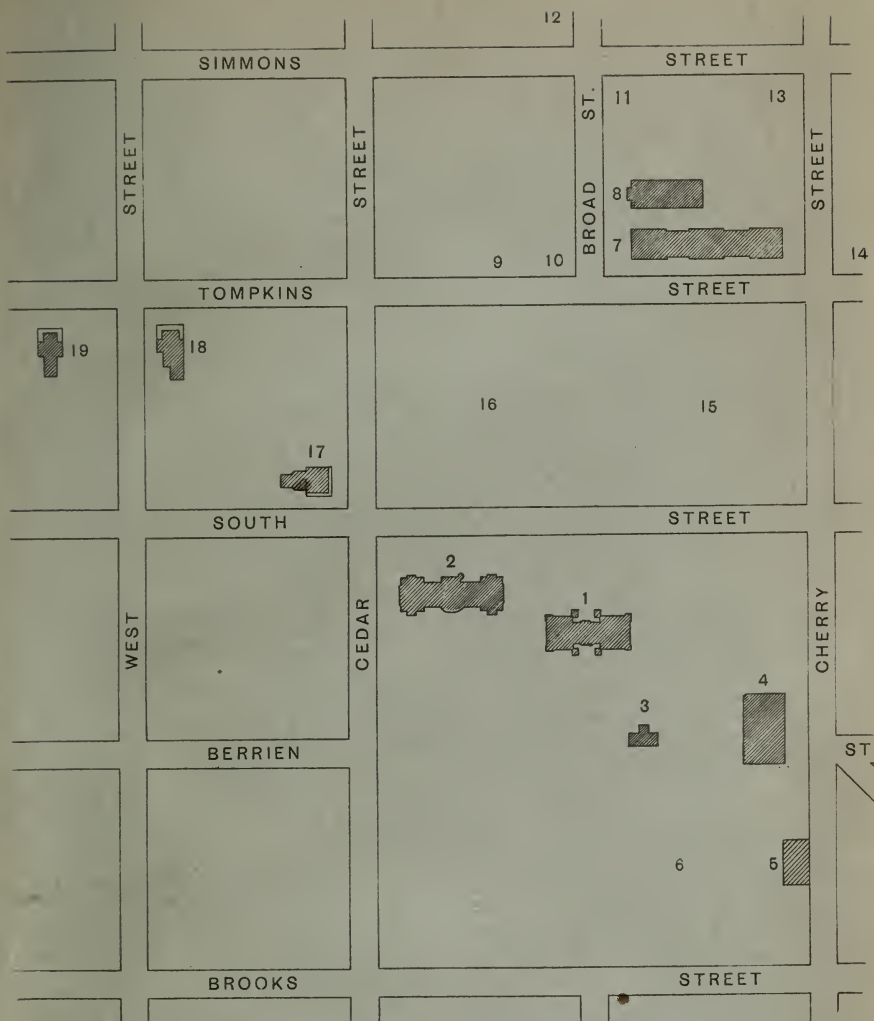 12
SIMMONS STREET
STREET
STREET
BROAD ST.
STREET
11
13
8
7
9
10
14
TOMPKINS STREET
19
18
16
15
17
SOUTH STREET
2
1
WEST
CEDAR
CHERRY
3
4
BERRIEN
ST
6
5
BROOKS STREET